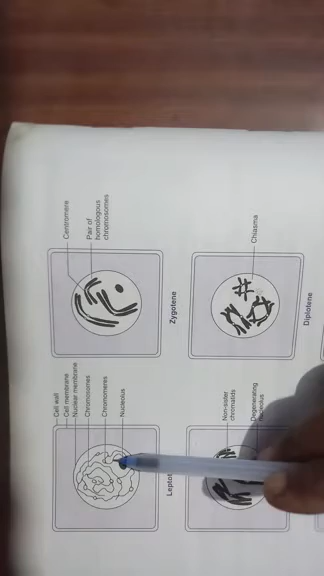 Cell wall
Cell membrane
Nuclear membrane
Chromosomes
Chromomeres
Nucleolus
Centromere
Pair of
homologous
chromosomes
Zygotene
Non-sister
chromatids
Degenerating
nucleolus
Chiasma
Diplotene